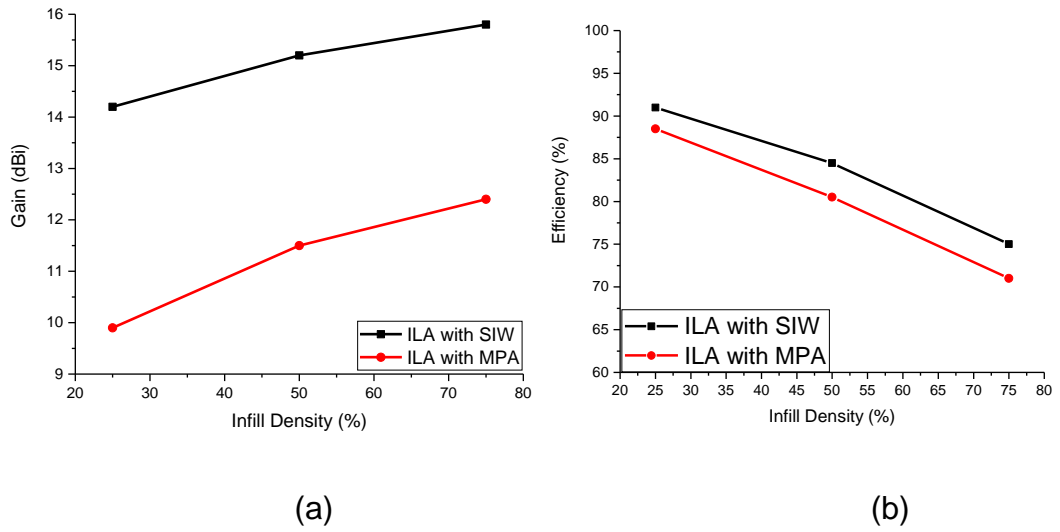 16
15
14
13
12
11
10
9
Gain (dBi)
20 30 40 50 60 70 80
Infill Density (%)
ILA with SIW
ILA with MPA
(a)
100
95
90
85
80
75
70
65
60
Efficiency (%)
20 25 30 35 40 45 50 55 60 65 70 75 80
Infill Density (%)
ILA with SIW
ILA with MPA
(b)